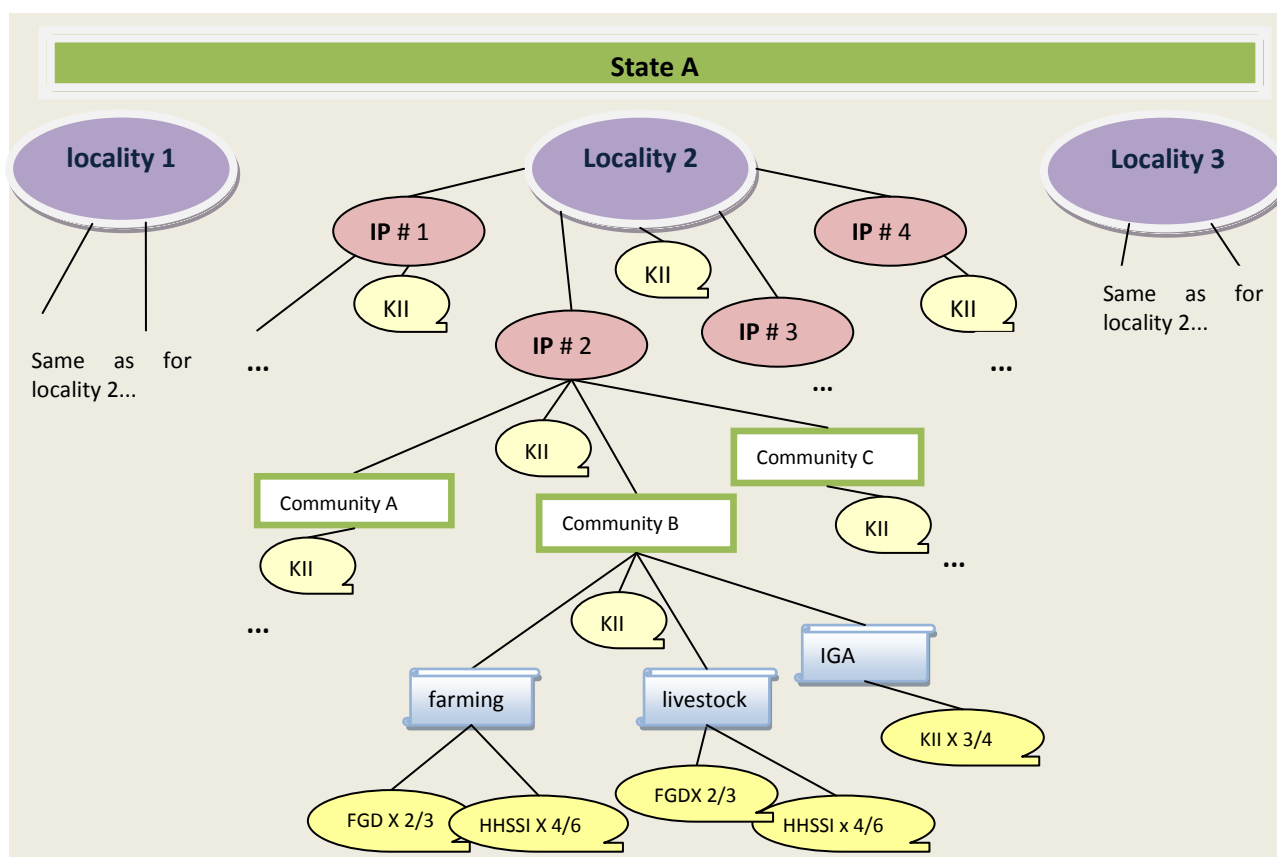 State A
locality 1
Locality 2
Locality 3
IP # 1
IP # 4
KII
KII
KII
Same as for
locality 2...
IP # 2
IP # 3
Same as for
locality 2...
...
...
...
KII
Community C
Community A
Community B
KII
KII
...
...
KII
IGA
farming
livestock
KII X 3/4
FGD X 2/3
HHSSI X 4/6
FGDX 2/3
HHSSI x 4/6